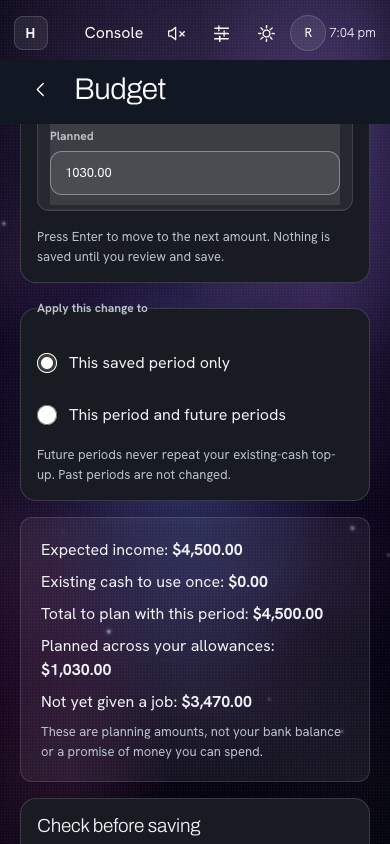 H
Console
R
7:04 pm
Budget
Planned
1030.00
Press Enter to move to the next amount. Nothing is
saved until you review and save.
Apply this change to
This saved period only
This period and future periods
Future periods never repeat your existing-cash top-
up. Past periods are not changed.
Expected income: $4,500.00
Existing cash to use once: $0.00
Total to plan with this period: $4,500.00
Planned across your allowances:
$1,030.00
Not yet given a job: $3,470.00
These are planning amounts, not your bank balance
or a promise of money you can spend.
Check before saving